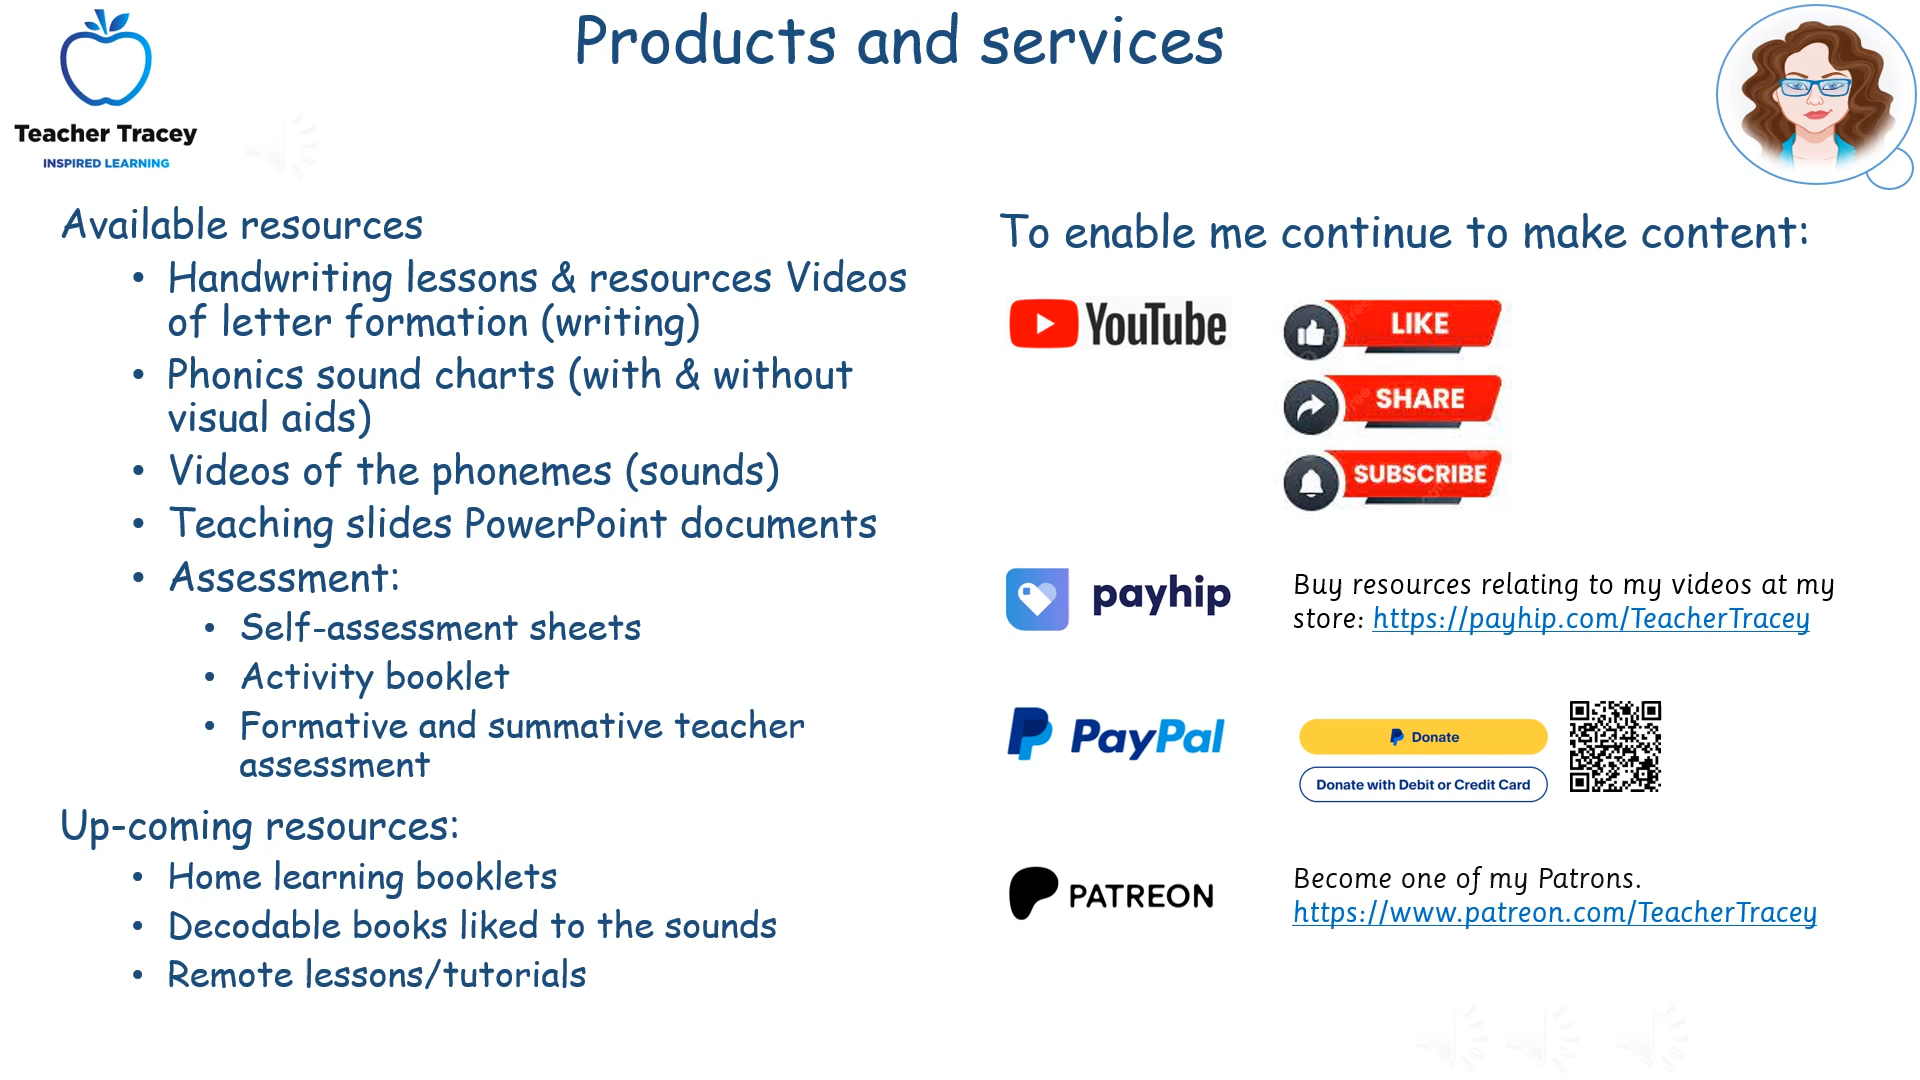 Products and services
Teacher Tracey
INSPIRED LEARNING
Available resources
• Handwriting lessons & resources Videos
of letter formation (writing)
• Phonics sound charts (with & without
visual aids)
• Videos of the phonemes (sounds)
• Teaching slides PowerPoint documents
• Assessment:
• Self-assessment sheets
• Activity booklet
• Formative and summative teacher
assessment
Up-coming resources:
• Home learning booklets
• Decodable books liked to the sounds
• Remote lessons/tutorials
To enable me continue to make content:
YouTube
LIKE
SHARE
SUBSCRIBE
payhip
Buy resources relating to my videos at my
store: https://payhip.com/TeacherTracey
PayPal
Donate
Donate with Debit or Credit Card
PATREON
Become one of my Patrons.
https://www.patreon.com/TeacherTracey